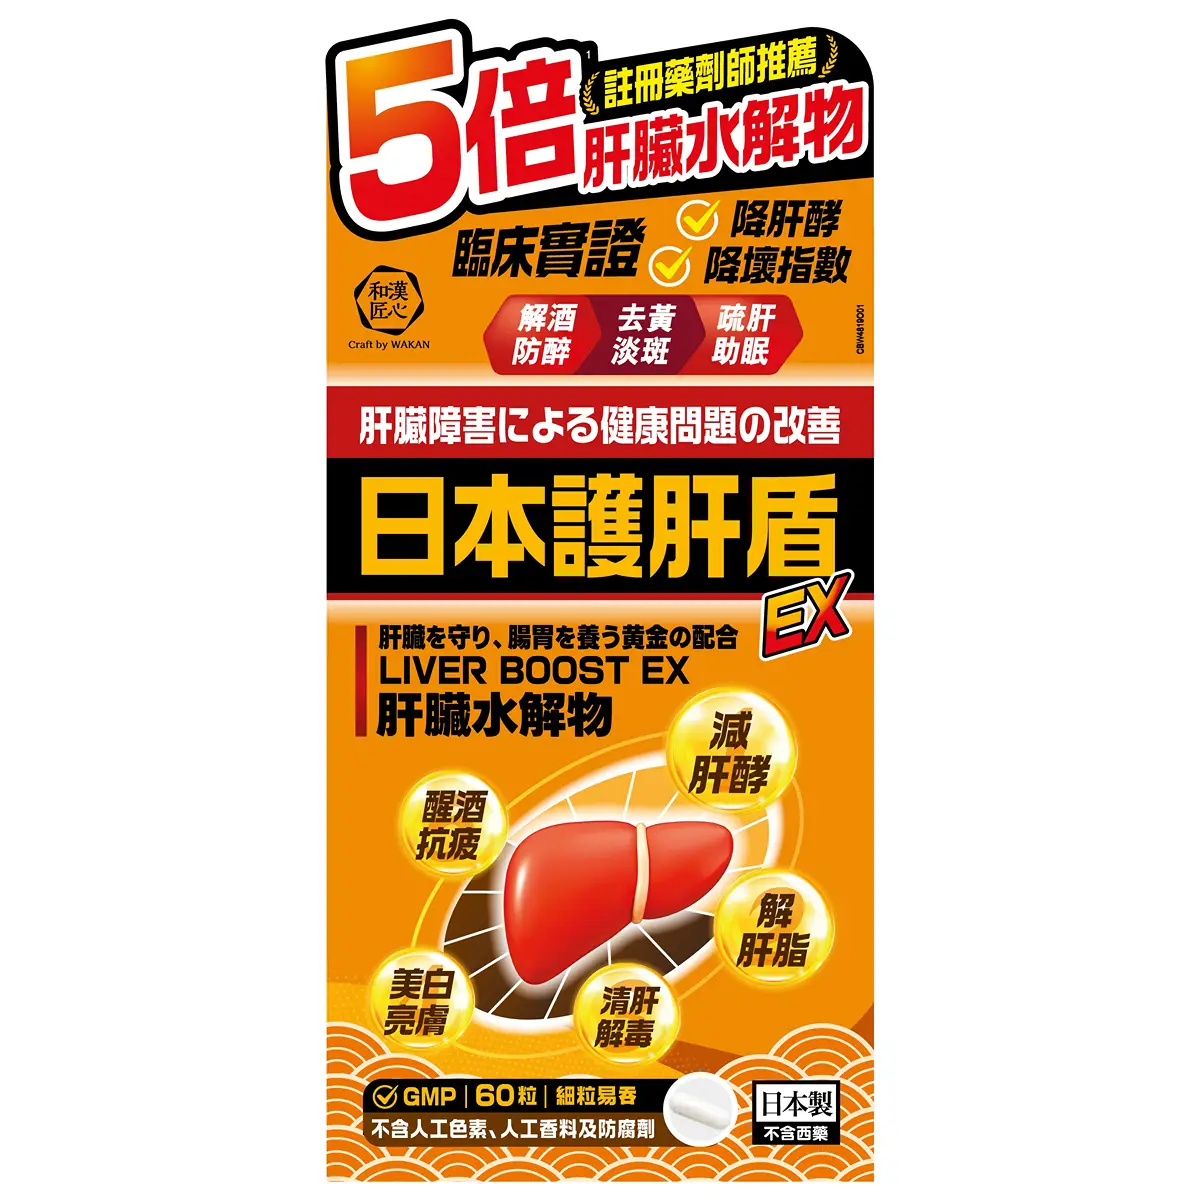 5倍¹
註冊藥劑師推薦
肝臟水解物
臨床實證
降肝酵
降壞指數
和漢
匠心
Craft by WAKAN
解酒
防醉
去黃
淡斑
疏肝
助眠
CBW4819C01
肝臓障害による健康問題の改善
日本護肝盾
EX
肝臓を守り、腸胃を養う黄金の配合
LIVER BOOST EX
肝臟水解物
減
肝酵
醒酒
抗疲
解
肝脂
美白
亮膚
清肝
解毒
GMP | 60粒 | 細粒易吞
不含人工色素、人工香料及防腐劑
日本製
不含西藥